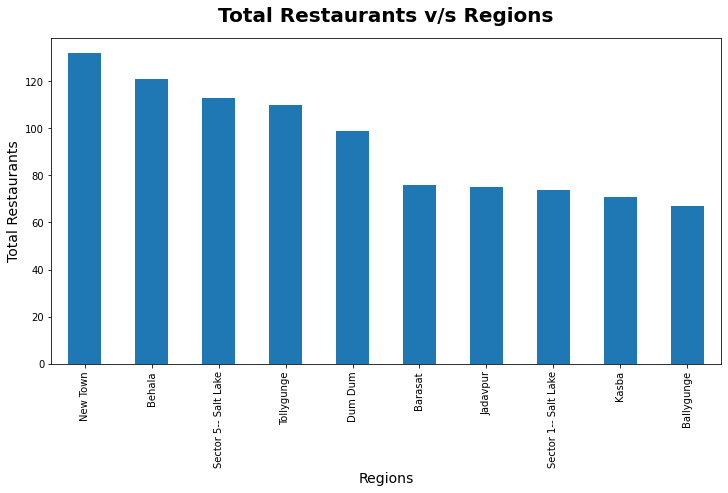 Total Restaurants v/s Regions
Total Restaurants
120
100
80
60
40
20
0
New Town
Behala
Sector 5-- Salt Lake
Tollygunge
Dum Dum
Barasat
Jadavpur
Sector 1-- Salt Lake
Kasba
Ballygunge
Regions